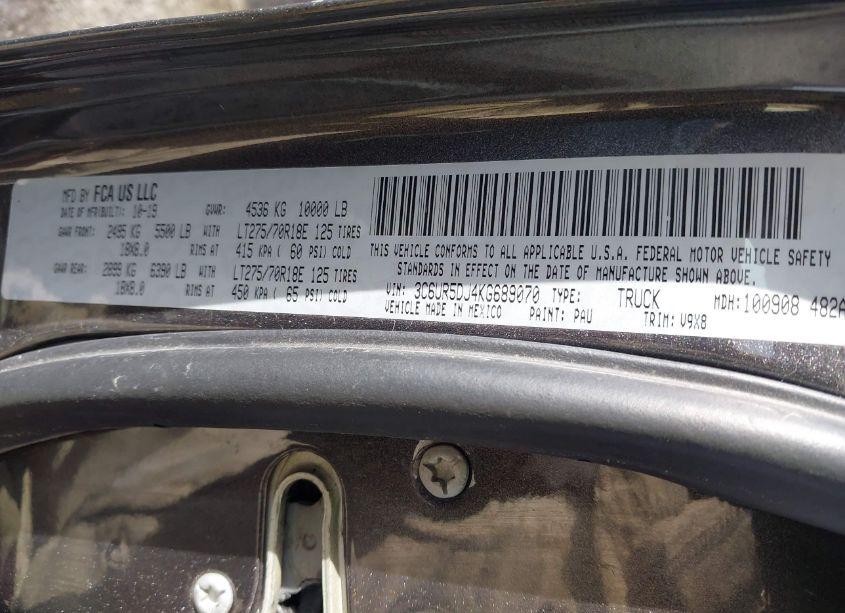 MFD BY FCA US LLC
DATE OF MFR(BUILT): 10-19 GVWR: 4536 KG 10000 LB
GAWR FRONT: 2495 KG 5500 LB WITH LT275/70R18E 125 TIRES
18X8.0 RIMS AT 415 KPA ( 60 PSI) COLD
GAWR REAR: 2899 KG 6390 LB WITH LT275/70R18E 125 TIRES
18X8.0 RIMS AT 450 KPA ( 65 PSI) COLD
THIS VEHICLE CONFORMS TO ALL APPLICABLE U.S.A. FEDERAL MOTOR VEHICLE SAFETY
STANDARDS IN EFFECT ON THE DATE OF MANUFACTURE SHOWN ABOVE.
VIN: 3C6UR5DJ4KG689070 TYPE: TRUCK MDH:100908 482A
VEHICLE MADE IN MEXICO PAINT: PAU TRIM: V9X8